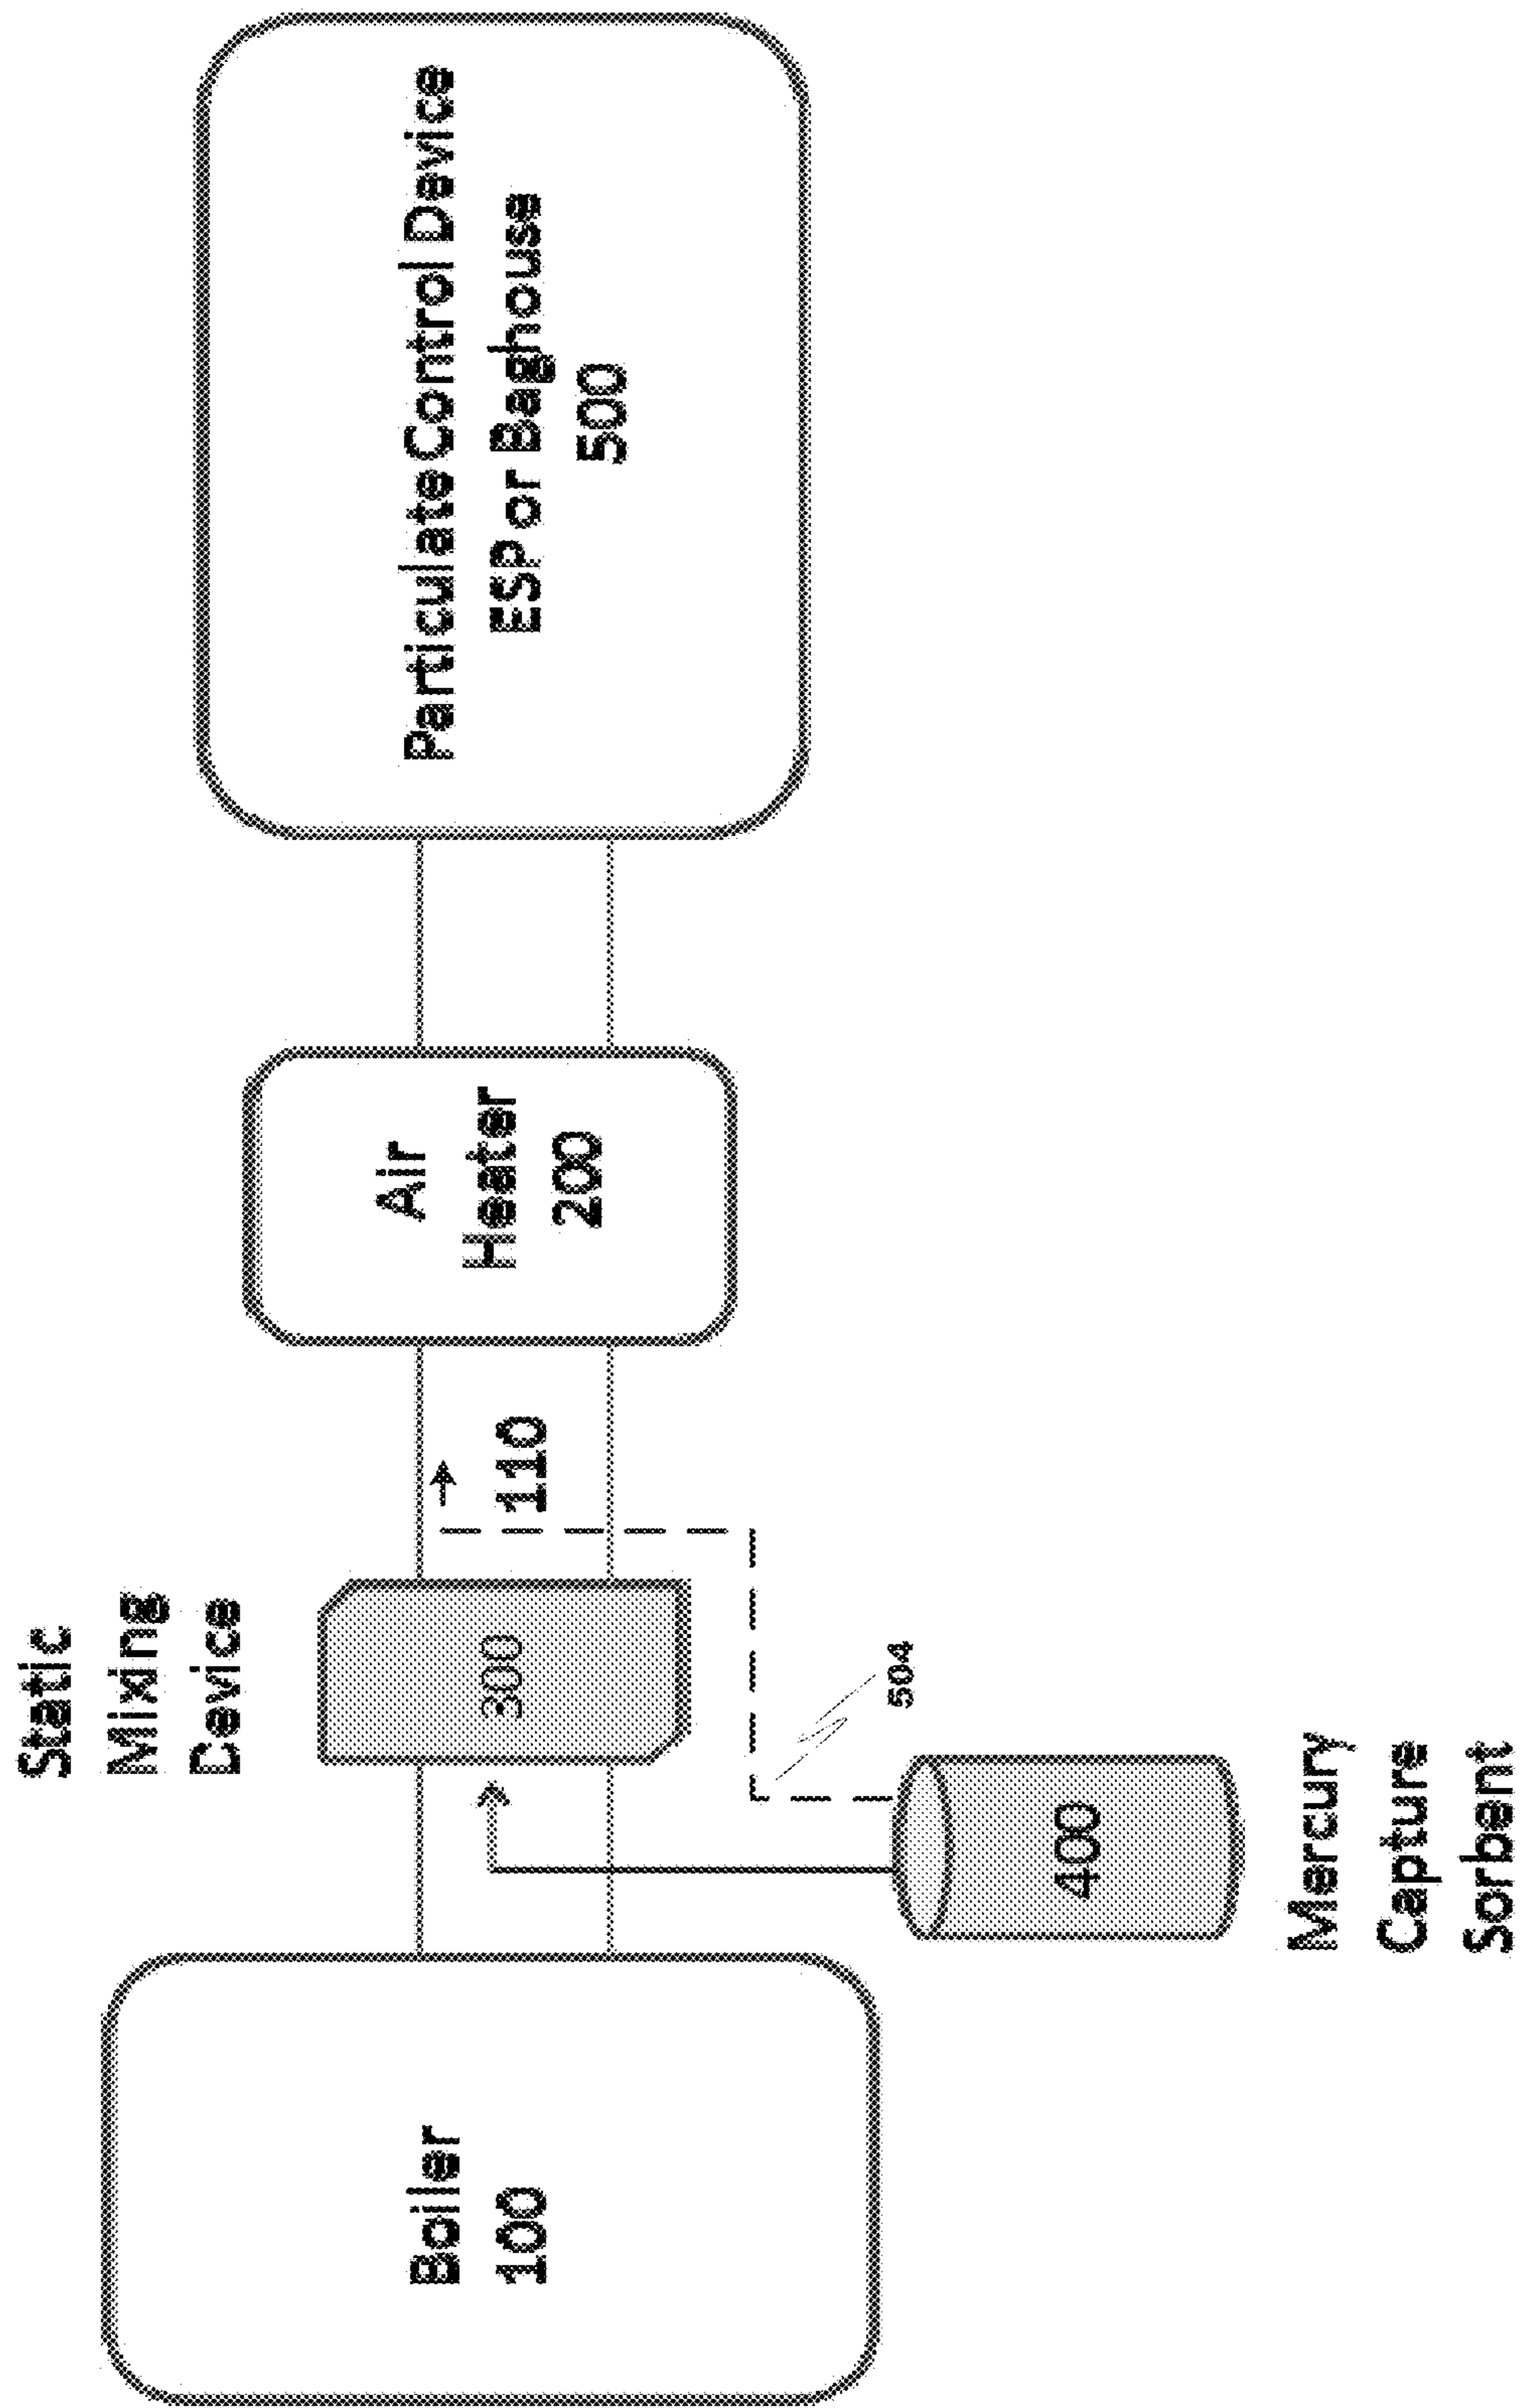 Static
Mixing
Device
Boiler
100
300
110
Air
Heater
200
Particulate Control Device
ESP or Baghouse
500
504
400
Mercury
Capture
Sorbent